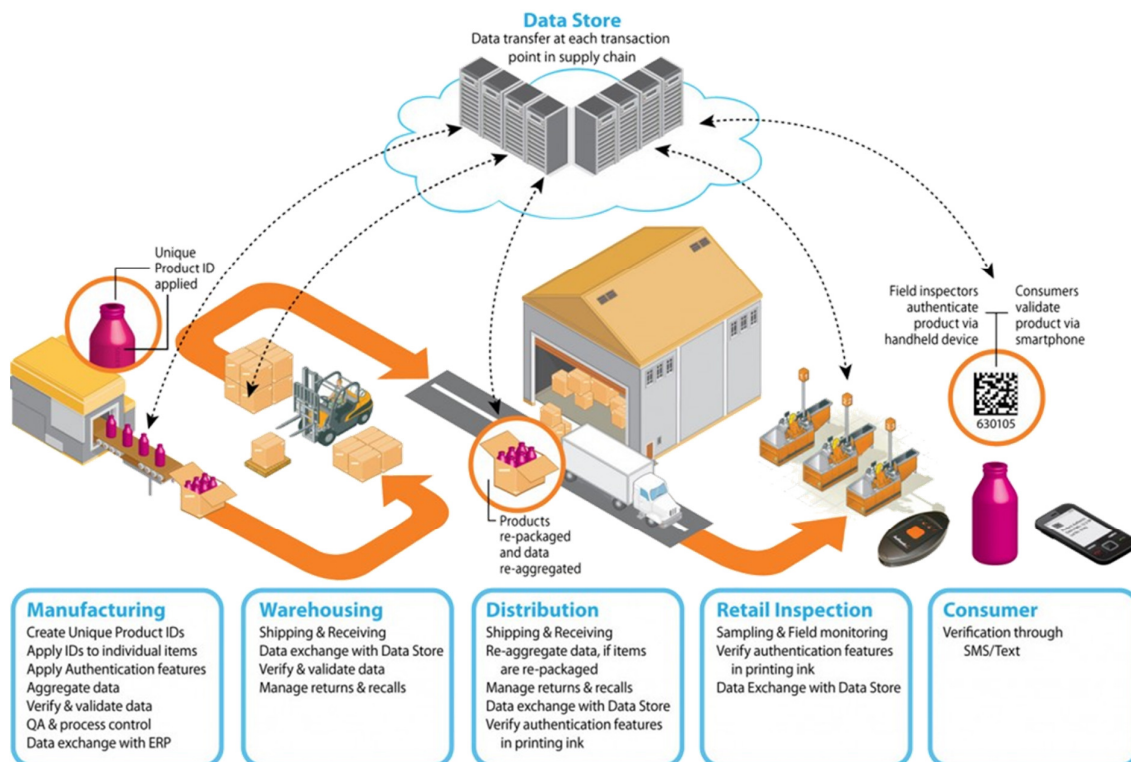 Data Store
Data transfer at each transaction
point in supply chain
Unique
Product ID
applied
Field inspectors
authenticate
product via
handheld device
Consumers
validate
product via
smartphone
630105
Products
re-packaged
and data
re-aggregated
Manufacturing
Create Unique Product IDs
Apply IDs to individual items
Apply Authentication features
Aggregate data
Verify & validate data
QA & process control
Data exchange with ERP
Warehousing
Shipping & Receiving
Data exchange with Data Store
Verify & validate data
Manage returns & recalls
Distribution
Shipping & Receiving
Re-aggregate data, if items
are re-packaged
Manage returns & recalls
Data exchange with Data Store
Verify authentication features
in printing ink
Retail Inspection
Sampling & Field monitoring
Verify authentication features
in printing ink
Data Exchange with Data Store
Consumer
Verification through
SMS/Text